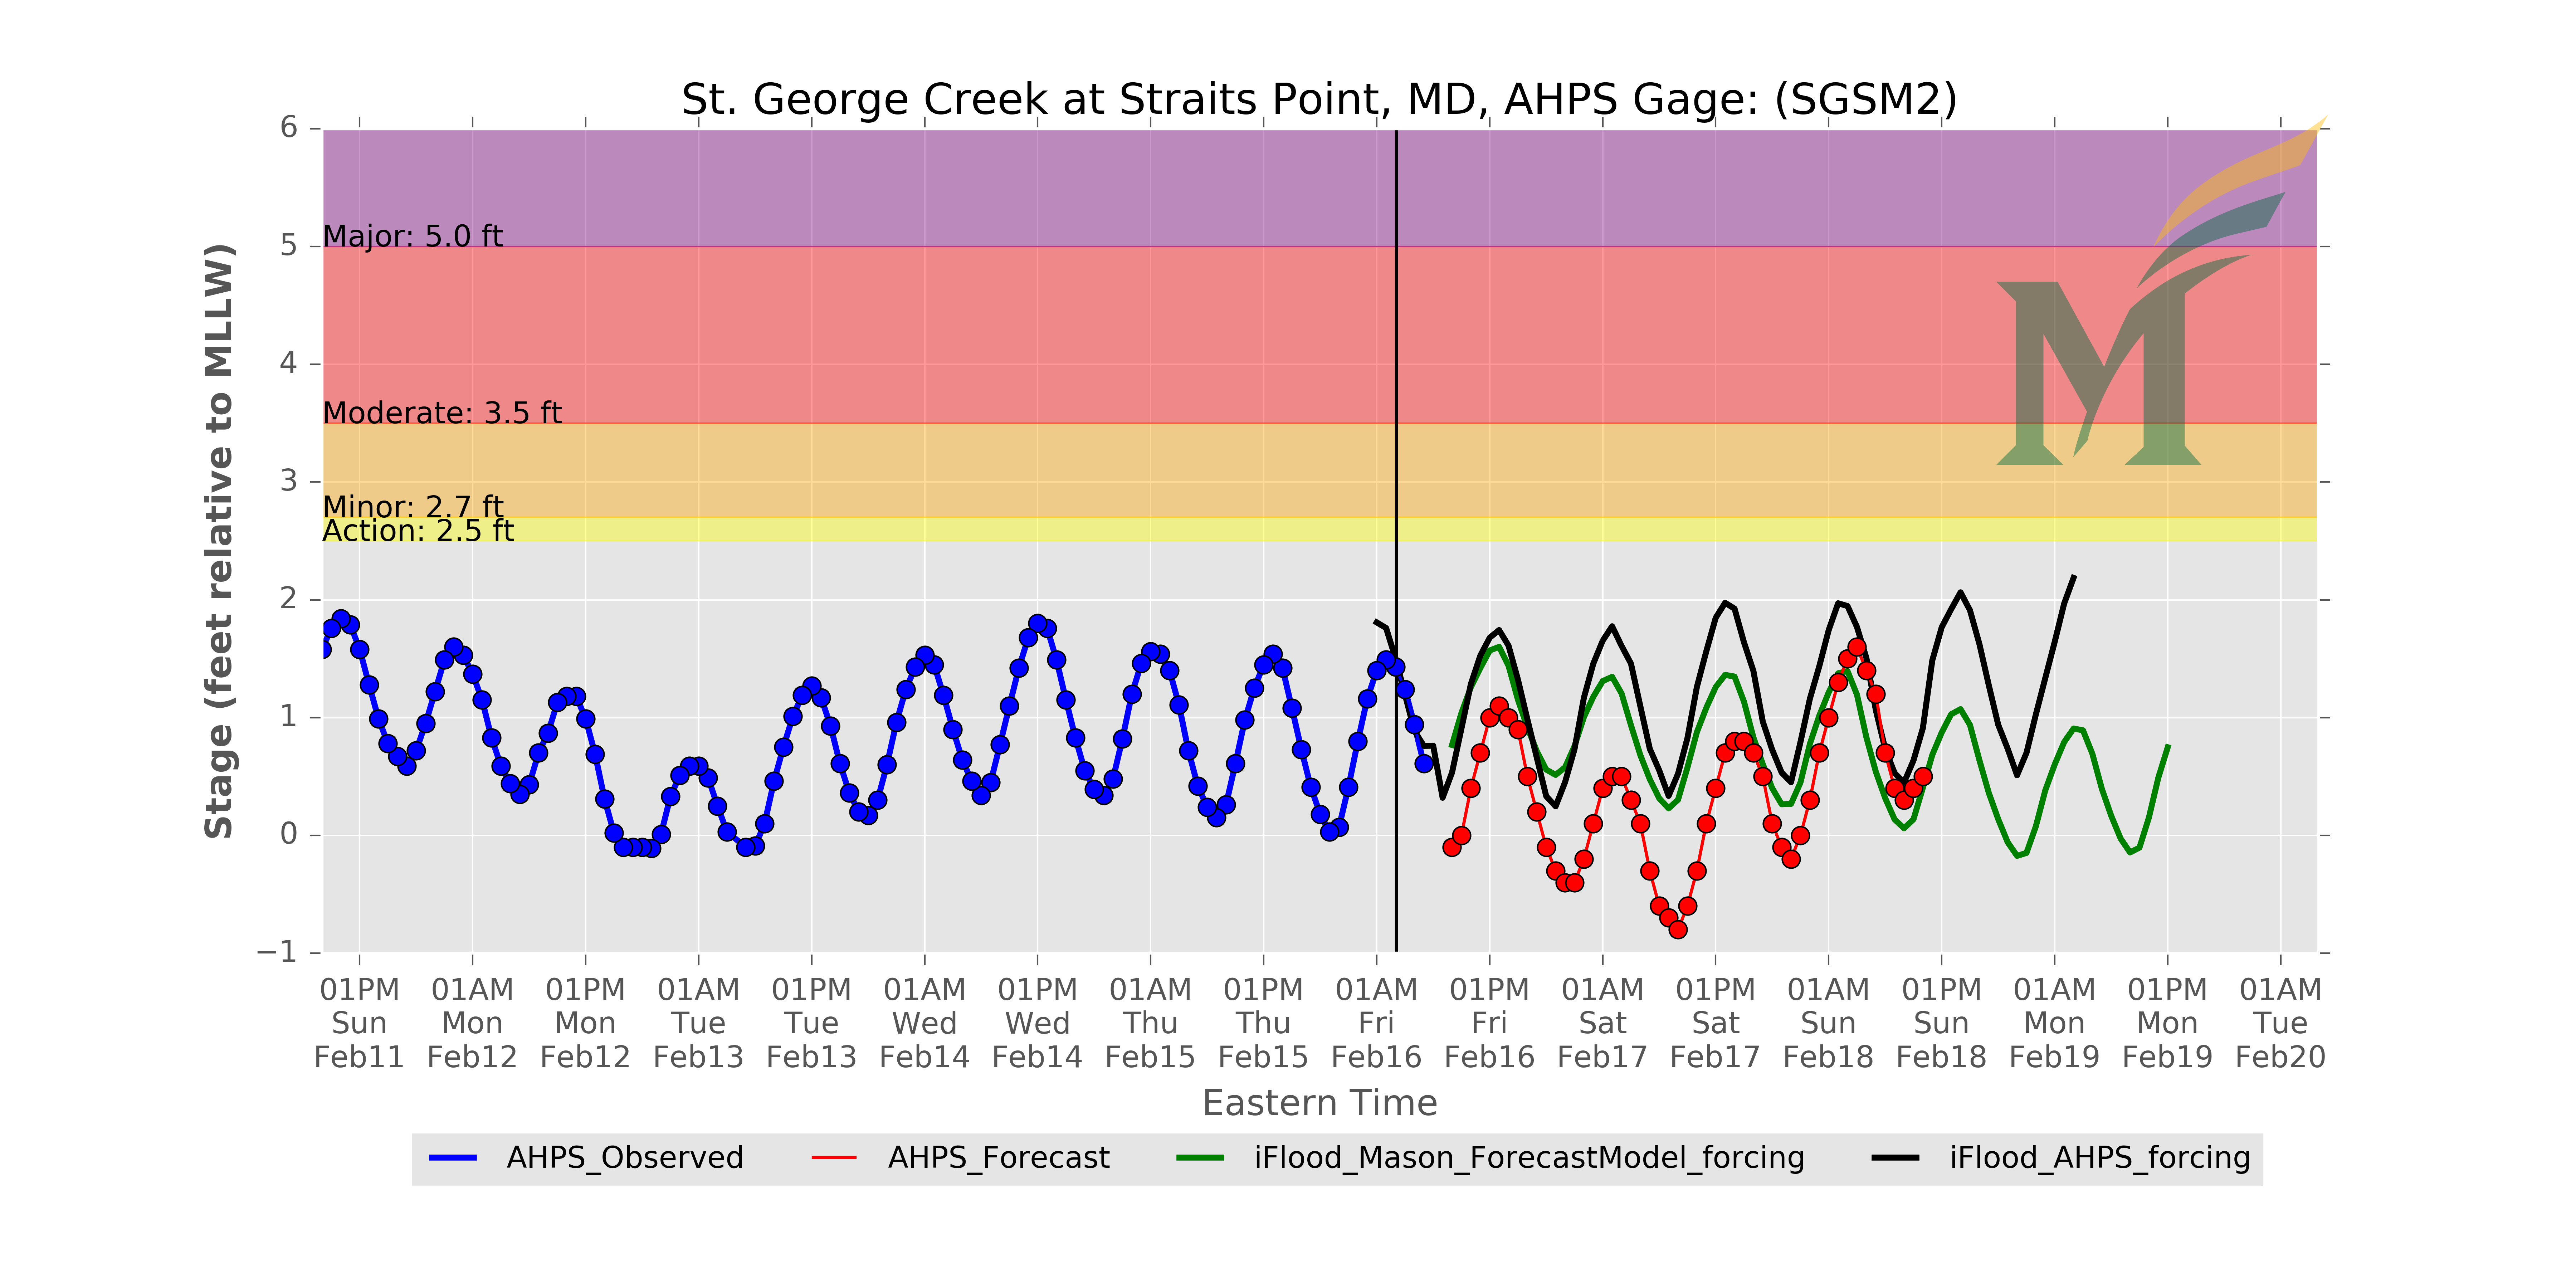 St. George Creek at Straits Point, MD, AHPS Gage: (SGSM2)
Stage (feet relative to MLLW)
6
5
4
3
2
1
0
−1
Major: 5.0 ft
Moderate: 3.5 ft
Minor: 2.7 ft
Action: 2.5 ft
M
01PM 01AM 01PM 01AM 01PM 01AM 01PM 01AM 01PM 01AM 01PM 01AM 01PM 01AM 01PM 01AM 01PM 01AM
Sun Mon Mon Tue Tue Wed Wed Thu Thu Fri Fri Sat Sat Sun Sun Mon Mon Tue
Feb11 Feb12 Feb12 Feb13 Feb13 Feb14 Feb14 Feb15 Feb15 Feb16 Feb16 Feb17 Feb17 Feb18 Feb18 Feb19 Feb19 Feb20
Eastern Time
AHPS_Observed AHPS_Forecast iFlood_Mason_ForecastModel_forcing iFlood_AHPS_forcing